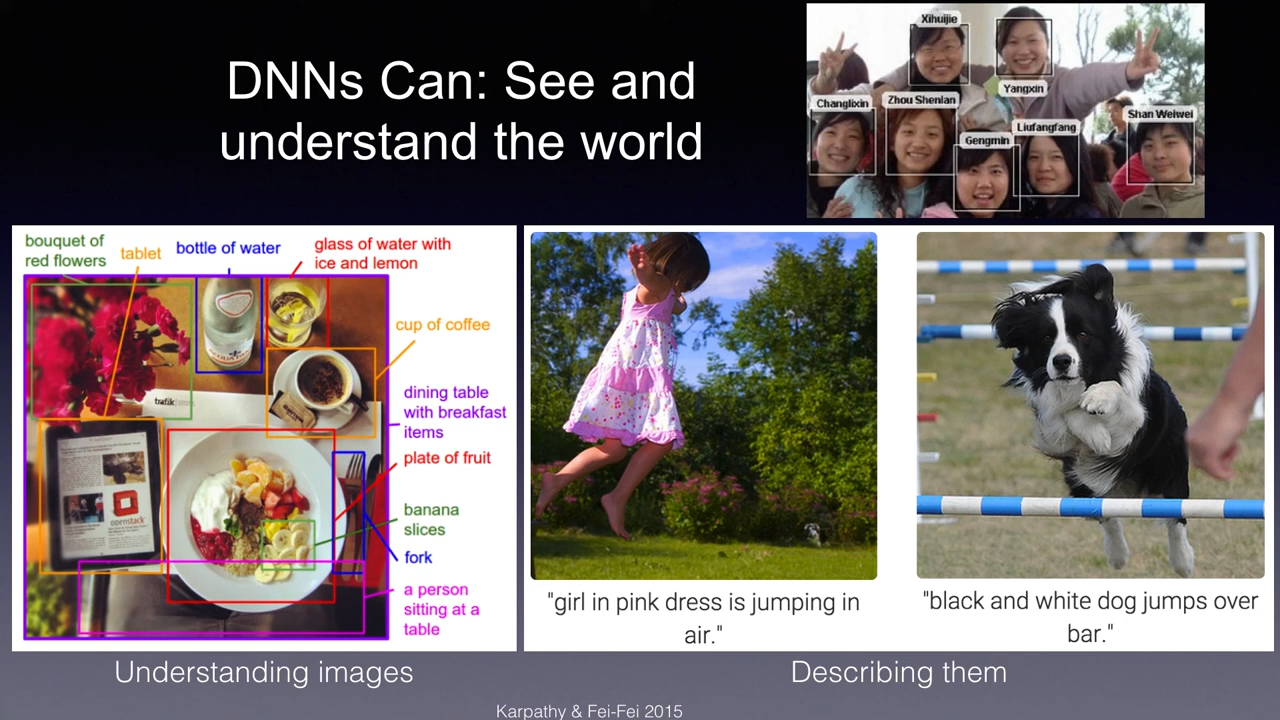 DNNs Can: See and
understand the world
Xihuijie
Yangxin
Changlixin
Zhou Shenlan
Liufangfang
Gengmin
Shan Weiwei
bouquet of
red flowers
tablet
bottle of water
glass of water with
ice and lemon
cup of coffee
dining table
with breakfast
items
plate of fruit
banana
slices
fork
a person
sitting at a
table
trafik
openstack
"girl in pink dress is jumping in
air."
"black and white dog jumps over
bar."
Understanding images
Describing them
Karpathy & Fei-Fei 2015